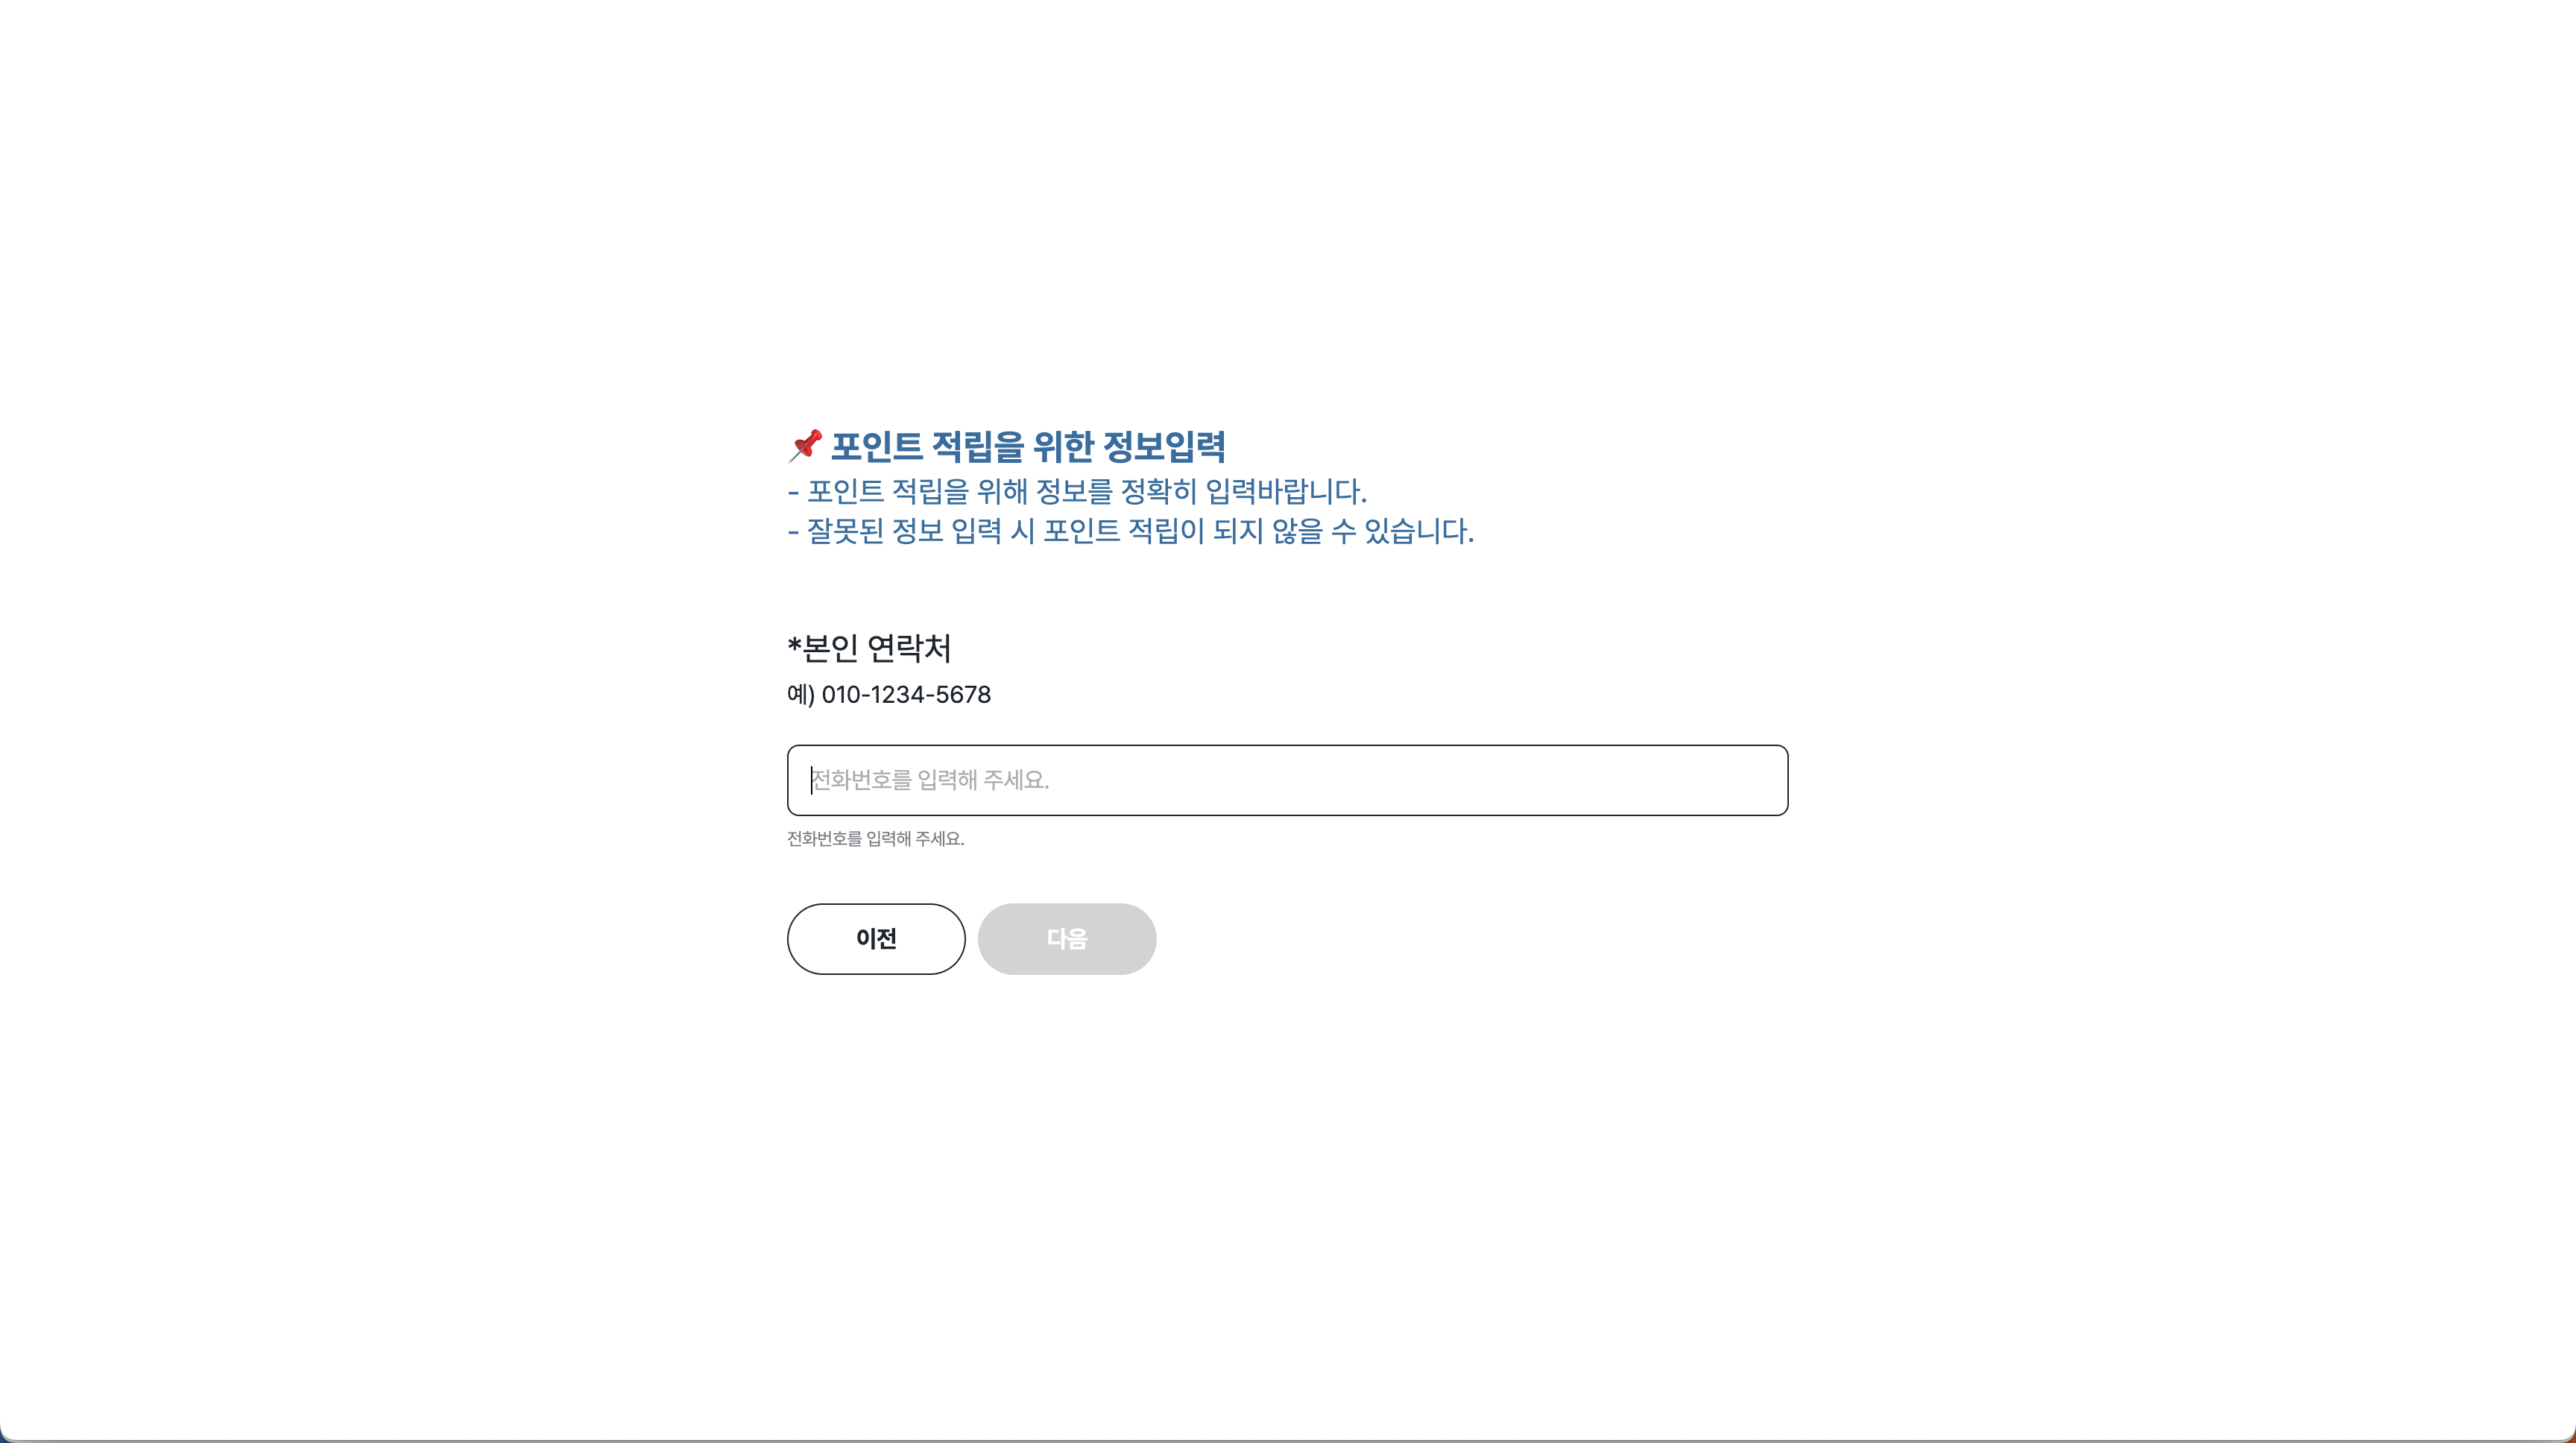 📌 포인트 적립을 위한 정보입력
- 포인트 적립을 위해 정보를 정확히 입력바랍니다.
- 잘못된 정보 입력 시 포인트 적립이 되지 않을 수 있습니다.
*본인 연락처
예) 010-1234-5678
전화번호를 입력해 주세요.
전화번호를 입력해 주세요.
이전 다음